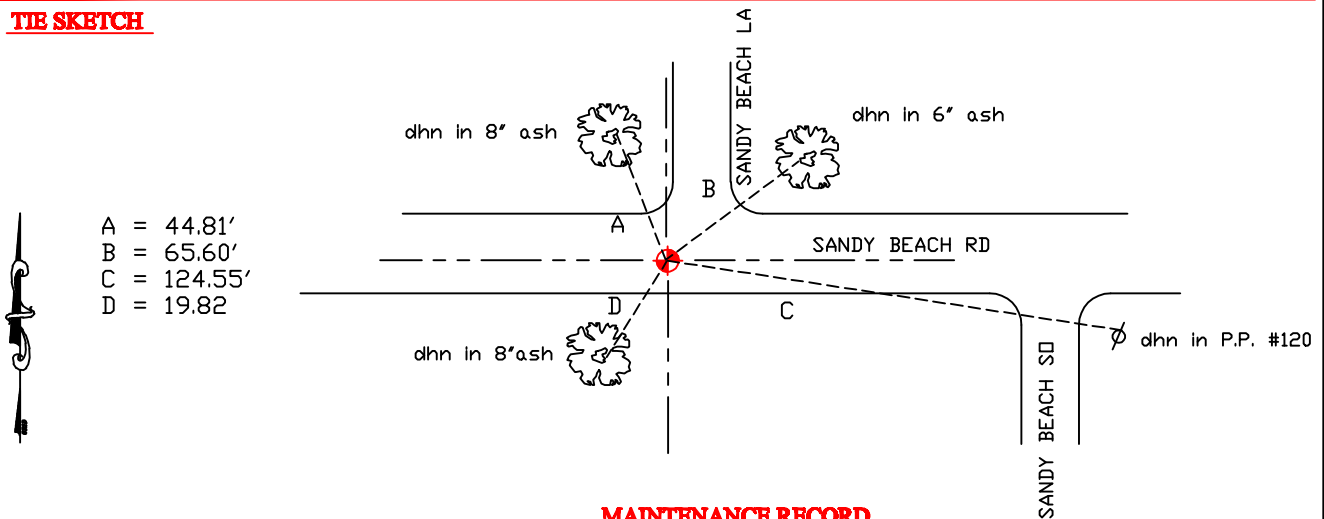 TIE SKETCH
SANDY BEACH LA
dhn in 8" ash
dhn in 6" ash
B
A
A = 44.81'
B = 65.60'
C = 124.55'
D = 19.82
SANDY BEACH RD
D
C
dhn in 8"ash
dhn in P.P. #120
SANDY BEACH SO
MAINTENANCE RECORD